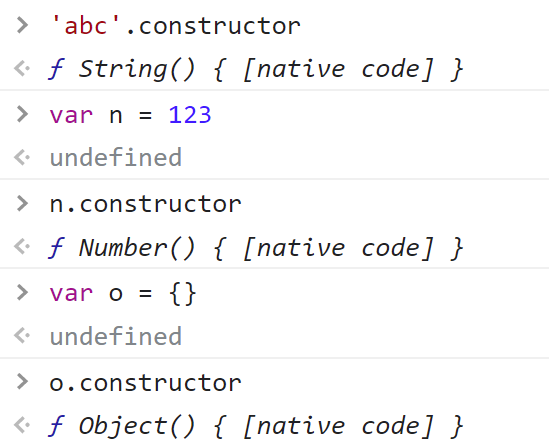 > 'abc'.constructor
<· ƒ String() { [native code] }
> var n = 123
<· undefined
> n.constructor
<· ƒ Number() { [native code] }
> var o = {}
<· undefined
> o.constructor
<· ƒ Object() { [native code] }